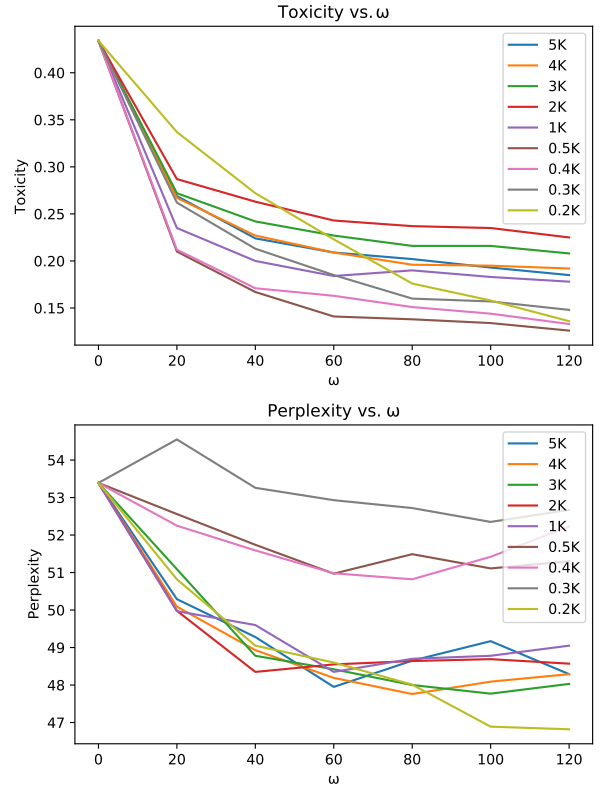 Toxicity vs. ω
0.40
0.35
0.30
0.25
0.20
0.15
Toxicity
0 20 40 60 80 100 120
ω
5K
4K
3K
2K
1K
0.5K
0.4K
0.3K
0.2K
Perplexity vs. ω
54
53
52
51
50
49
48
47
Perplexity
0 20 40 60 80 100 120
ω
5K
4K
3K
2K
1K
0.5K
0.4K
0.3K
0.2K